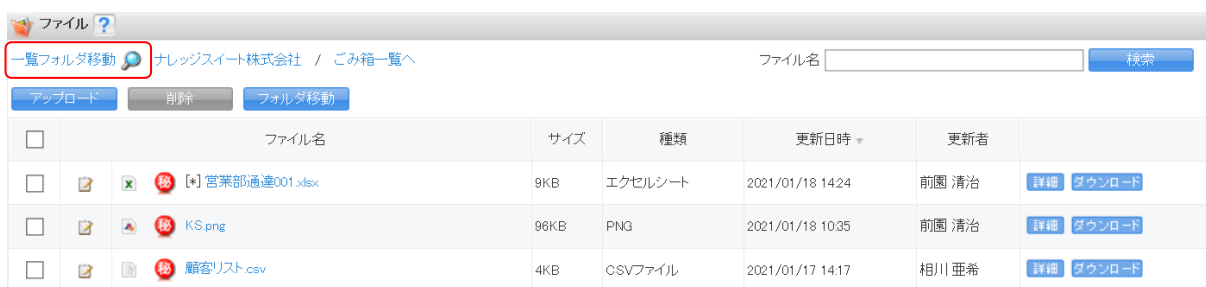 ファイル ?
一覧フォルダ移動 ナレッジスイート株式会社 / ごみ箱一覧へ ファイル名 検索
アップロード 削除 フォルダ移動
ファイル名 サイズ 種類 更新日時 更新者
秘 [*] 営業部通達001.xlsx 9KB エクセルシート 2021/01/18 14:24 前園 清治 詳細 ダウンロード
秘 KS.png 96KB PNG 2021/01/18 10:35 前園 清治 詳細 ダウンロード
秘 顧客リスト.csv 4KB CSVファイル 2021/01/17 14:17 相川 亜希 詳細 ダウンロード